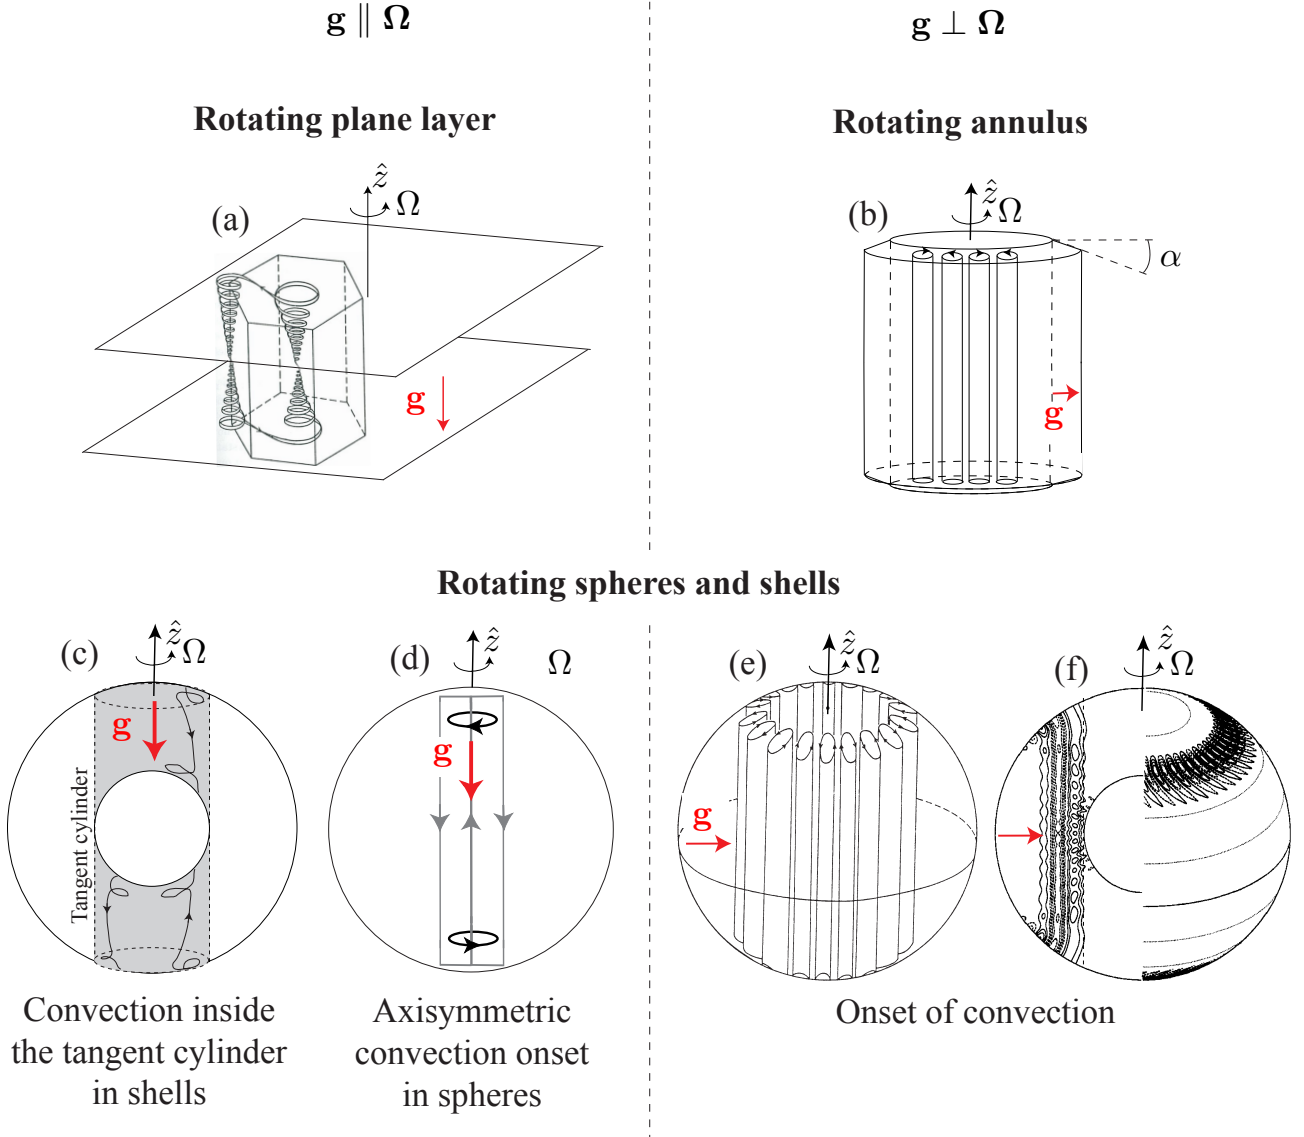 g ∥ Ω
g ⊥ Ω
Rotating plane layer
Rotating annulus
(a)
ẑ
Ω
g
(b)
ẑ
Ω
α
g
Rotating spheres and shells
(c)
ẑ
Ω
g
Tangent cylinder
(d)
ẑ
Ω
g
(e)
ẑ
Ω
g
(f)
ẑ
Ω
Convection inside
the tangent cylinder
in shells
Axisymmetric
convection onset
in spheres
Onset of convection